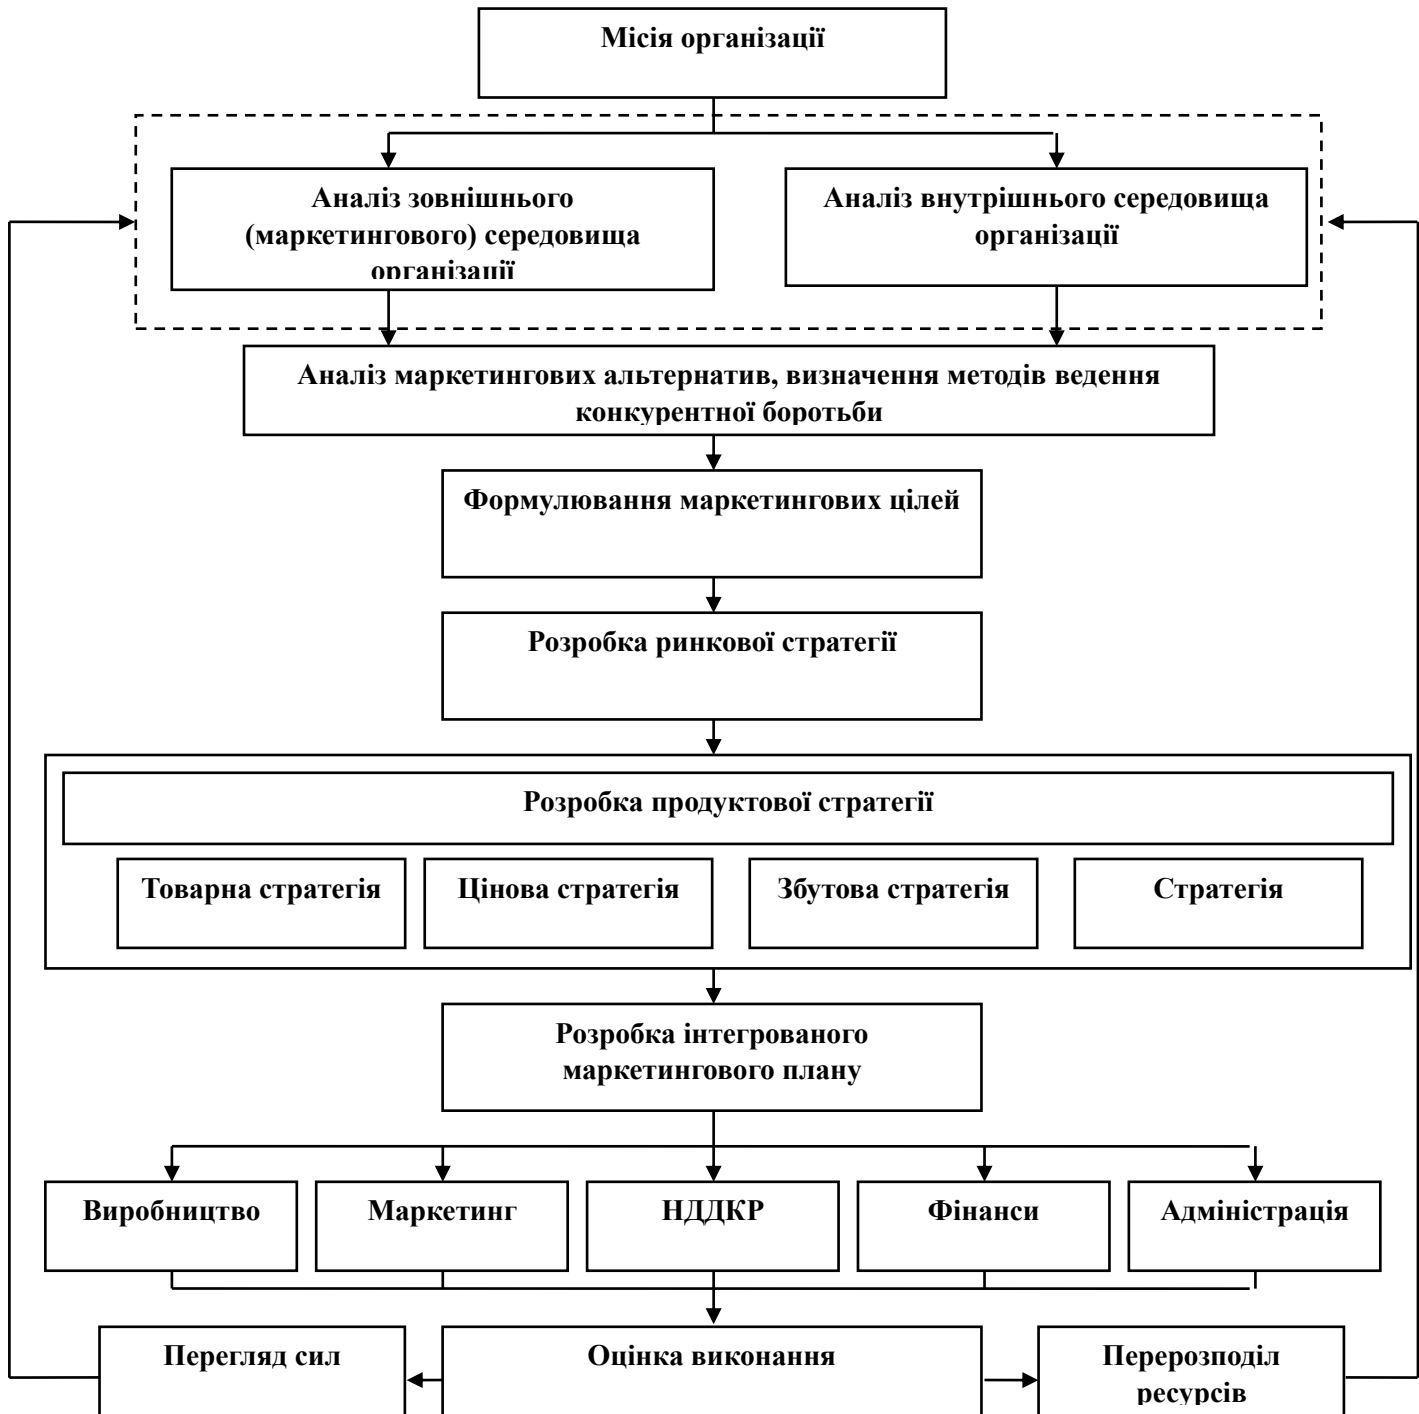 Місія організації
Аналіз зовнішнього
(маркетингового) середовища
організації
Аналіз внутрішнього середовища
організації
Аналіз маркетингових альтернатив, визначення методів ведення
конкурентної боротьби
Формулювання маркетингових цілей
Розробка ринкової стратегії
Розробка продуктової стратегії
Товарна стратегія
Цінова стратегія
Збутова стратегія
Стратегія
Розробка інтегрованого
маркетингового плану
Виробництво
Маркетинг
НДДКР
Фінанси
Адміністрація
Перегляд сил
Оцінка виконання
Перерозподіл
ресурсів